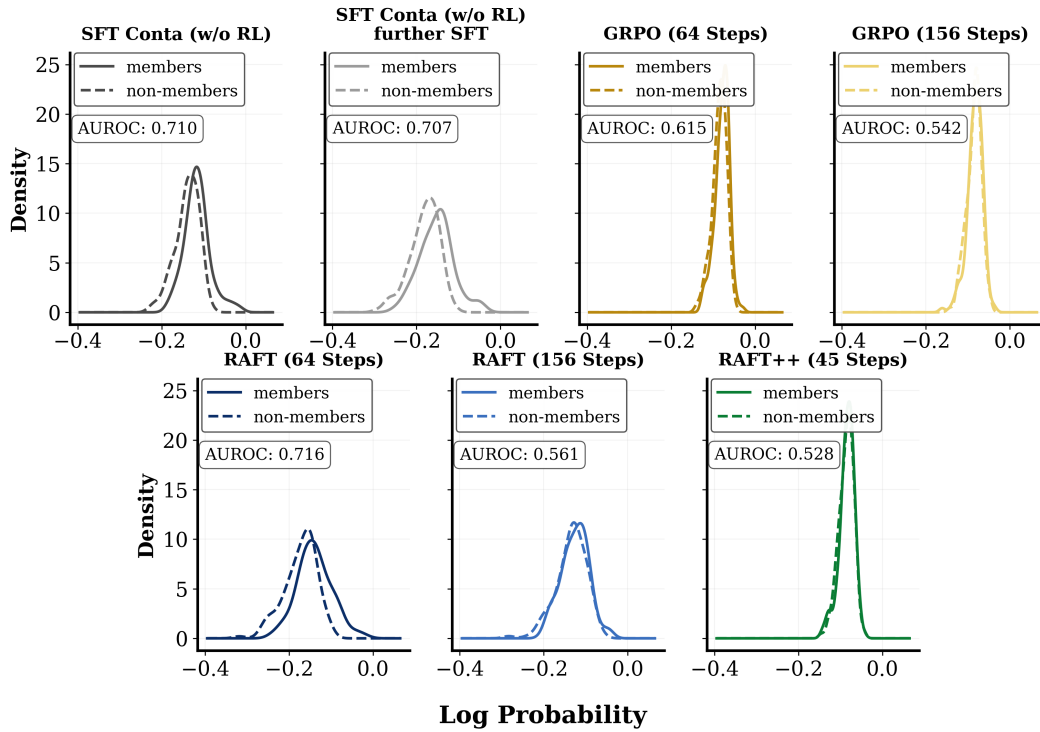 SFT Conta (w/o RL)
SFT Conta (w/o RL)
further SFT
GRPO (64 Steps)
GRPO (156 Steps)
members
non-members
AUROC: 0.710
members
non-members
AUROC: 0.707
members
non-members
AUROC: 0.615
members
non-members
AUROC: 0.542
25
20
15
10
5
0
Density
−0.4 −0.2 0.0
−0.4 −0.2 0.0
−0.4 −0.2 0.0
−0.4 −0.2 0.0
RAFT (64 Steps)
RAFT (156 Steps)
RAFT++ (45 Steps)
members
non-members
AUROC: 0.716
members
non-members
AUROC: 0.561
members
non-members
AUROC: 0.528
25
20
15
10
5
0
Density
−0.4 −0.2 0.0
−0.4 −0.2 0.0
−0.4 −0.2 0.0
Log Probability